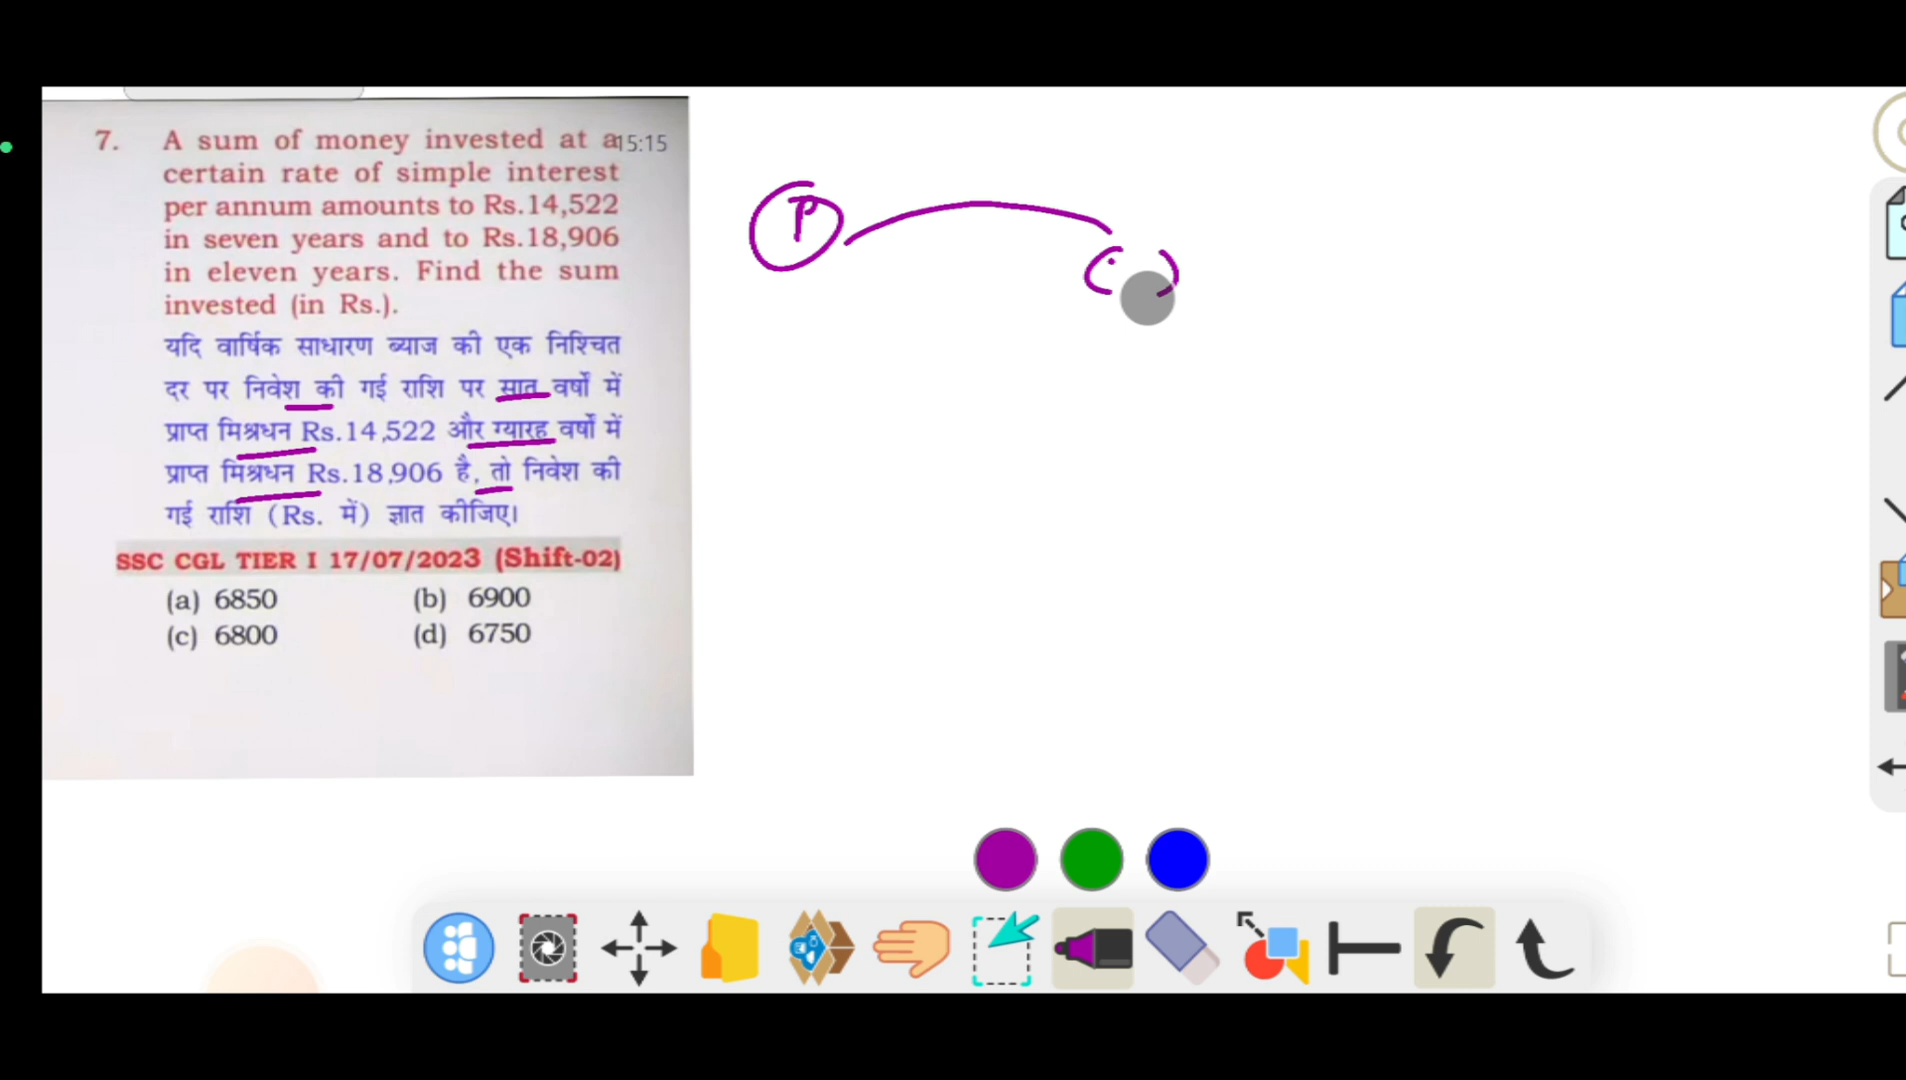 7. A sum of money invested at a 15:15
certain rate of simple interest
per annum amounts to Rs.14,522
in seven years and to Rs.18,906
in eleven years. Find the sum
invested (in Rs.).
यदि वार्षिक साधारण ब्याज की एक निश्चित
दर पर निवेश की गई राशि पर सात वर्षों में
प्राप्त मिश्रधन Rs.14,522 और ग्यारह वर्षों में
प्राप्त मिश्रधन Rs.18,906 है, तो निवेश की
गई राशि (Rs. में) ज्ञात कीजिए।
SSC CGL TIER I 17/07/2023 (Shift-02)
(a) 6850 (b) 6900
(c) 6800 (d) 6750
P
( )